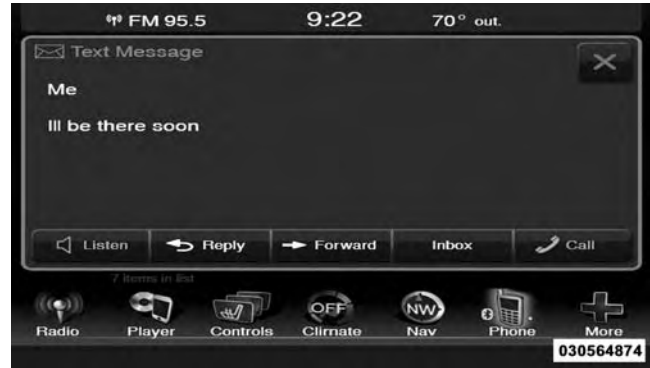 FM 95.5 9:22 70° out.
Text Message
Me
Ill be there soon
Listen Reply Forward Inbox Call
7 items in list
OFF NW
Radio Player Controls Climate Nav Phone More
030564874